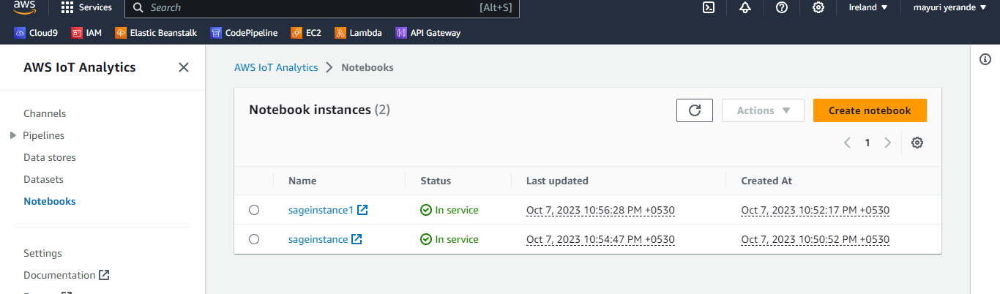 aws
Services
Search
[Alt+S]
Ireland ▼
mayuri yerande ▼
Cloud9
IAM
Elastic Beanstalk
CodePipeline
EC2
Lambda
API Gateway
AWS IoT Analytics
Channels
Pipelines
Data stores
Datasets
Notebooks
Settings
Documentation
AWS IoT Analytics > Notebooks
Notebook instances (2)
Actions ▼
Create notebook
1
Name Status Last updated Created At
sageinstance1 In service Oct 7, 2023 10:56:28 PM +0530 Oct 7, 2023 10:52:17 PM +0530
sageinstance In service Oct 7, 2023 10:54:47 PM +0530 Oct 7, 2023 10:50:52 PM +0530